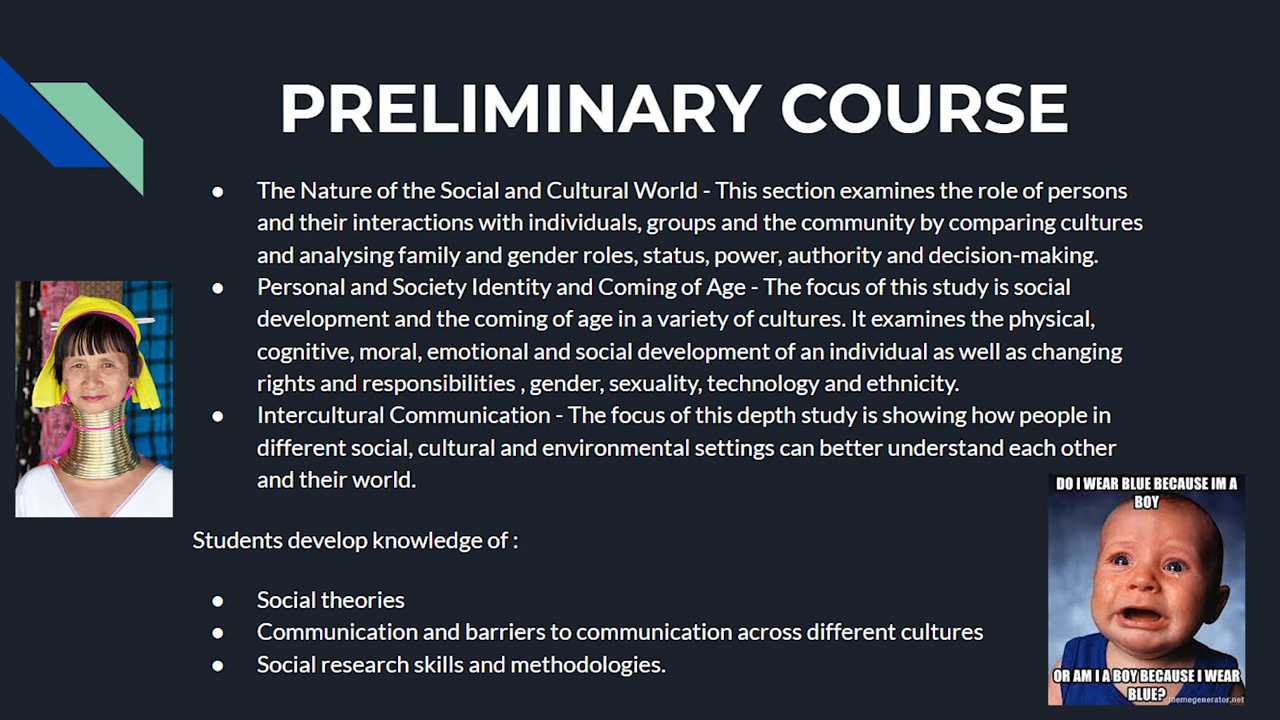 PRELIMINARY COURSE
● The Nature of the Social and Cultural World - This section examines the role of persons
and their interactions with individuals, groups and the community by comparing cultures
and analysing family and gender roles, status, power, authority and decision-making.
● Personal and Society Identity and Coming of Age - The focus of this study is social
development and the coming of age in a variety of cultures. It examines the physical,
cognitive, moral, emotional and social development of an individual as well as changing
rights and responsibilities , gender, sexuality, technology and ethnicity.
● Intercultural Communication - The focus of this depth study is showing how people in
different social, cultural and environmental settings can better understand each other
and their world.
Students develop knowledge of :
● Social theories
● Communication and barriers to communication across different cultures
● Social research skills and methodologies.
DO I WEAR BLUE BECAUSE IM A
BOY
OR AM I A BOY BECAUSE I WEAR
BLUE?
memegenerator.net